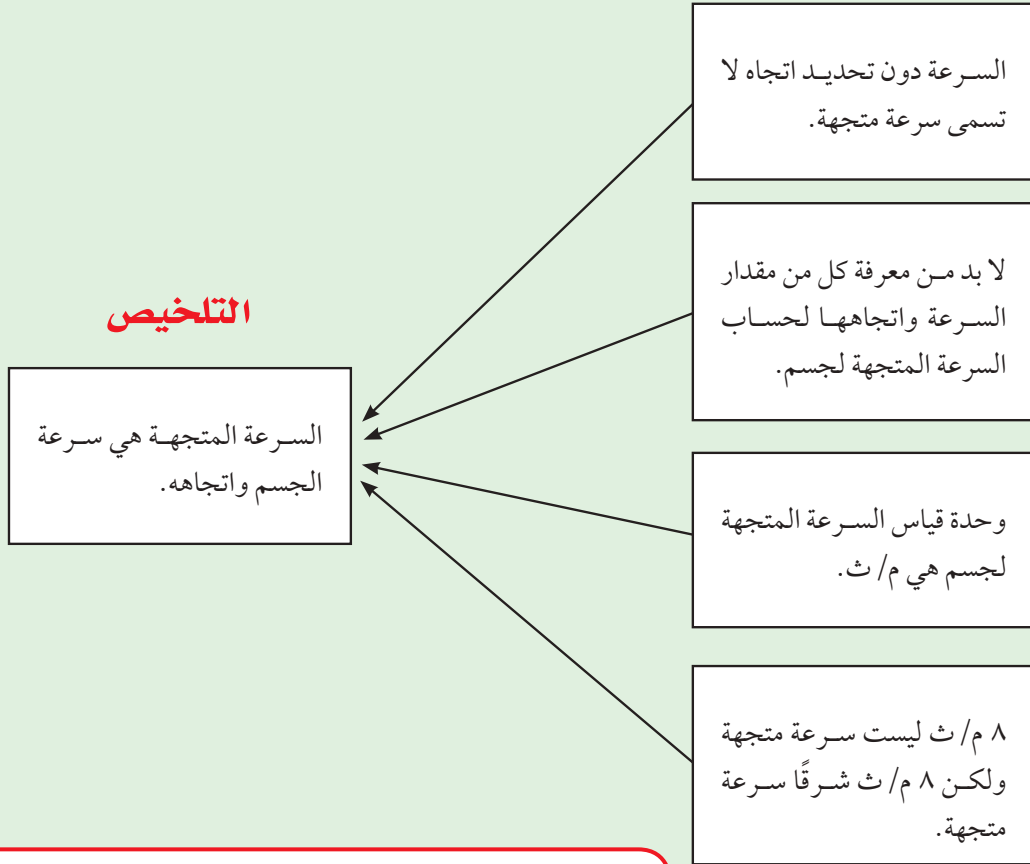 السرعة دون تحديد اتجاه لا
تسمى سرعة متجهة.
لا بد من معرفة كل من مقدار
السرعة واتجاهها لحساب
السرعة المتجهة لجسم.
وحدة قياس السرعة المتجهة
لجسم هي م/ ث.
٨ م/ ث ليست سرعة متجهة
ولكن ٨ م/ ث شرقًا سرعة
متجهة.
التلخيص
السرعة المتجهة هي سرعة
الجسم واتجاهه.